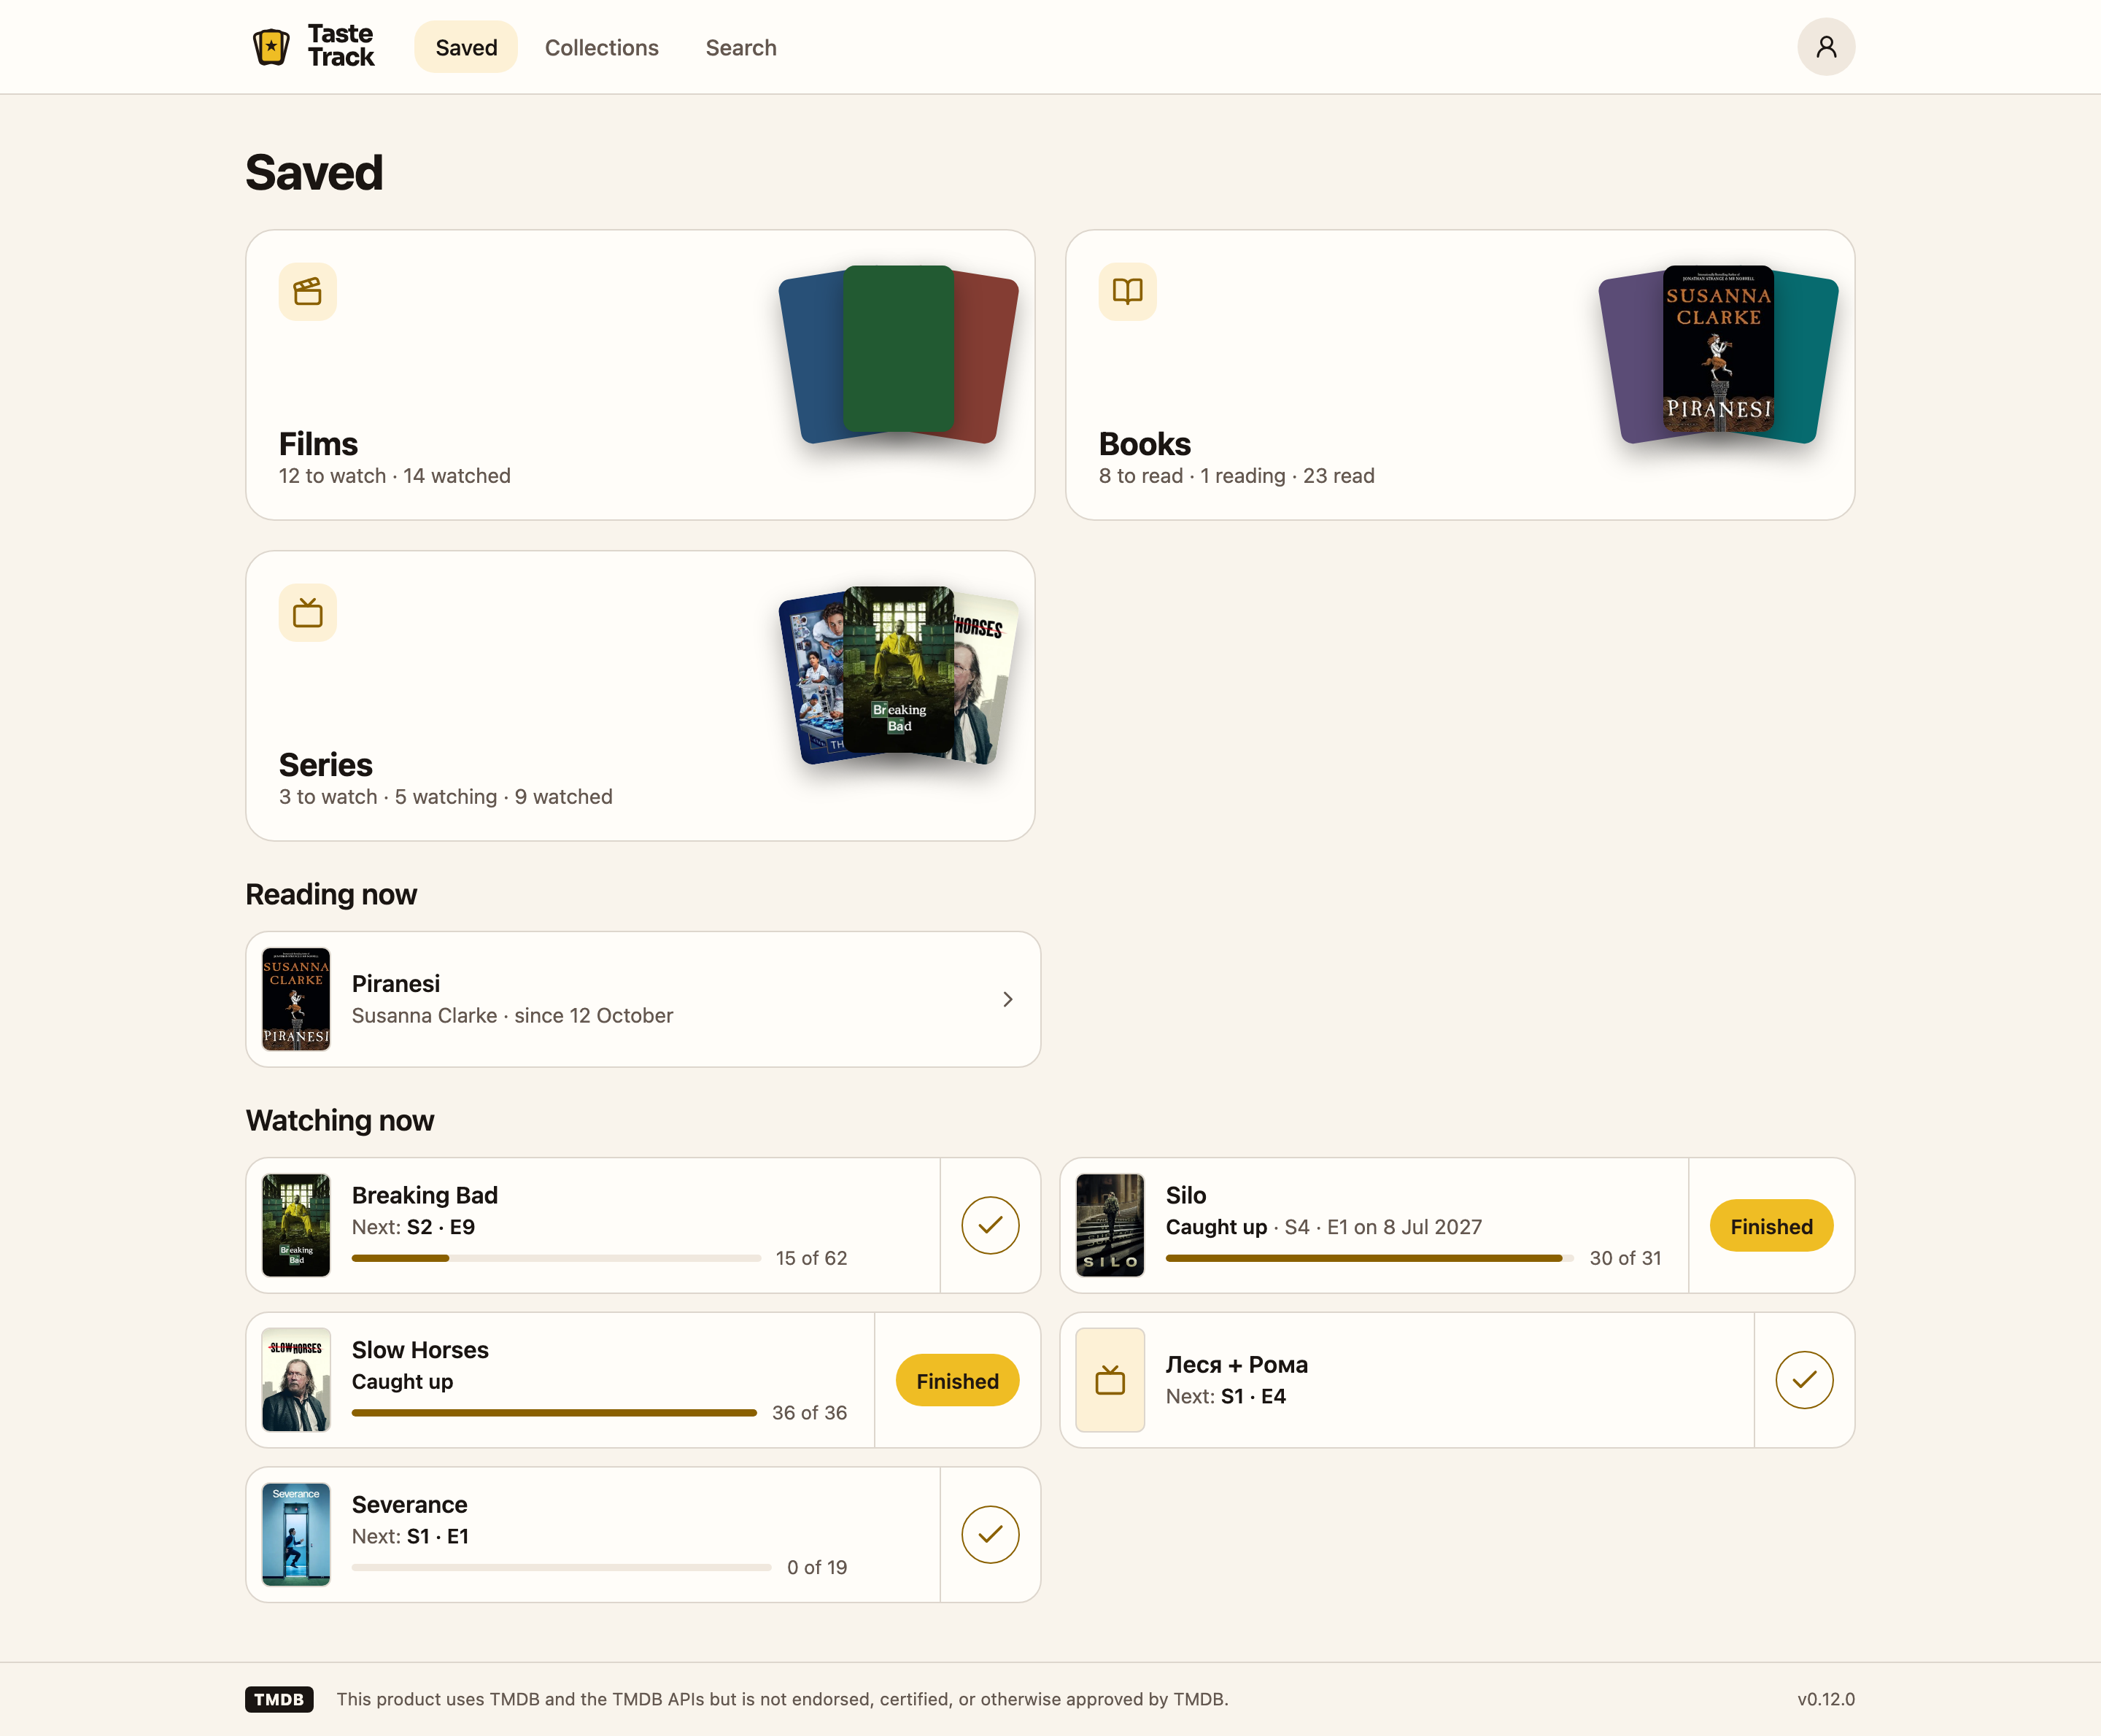 Taste
Track
Saved
Collections
Search
Saved
Films
12 to watch · 14 watched
SUSANNA
CLARKE
PIRANESI
Books
8 to read · 1 reading · 23 read
HORSES
Breaking
Bad
TH
Series
3 to watch · 5 watching · 9 watched
Reading now
SUSANNA
CLARKE
PIRANESI
Piranesi
Susanna Clarke · since 12 October
Watching now
Breaking
Bad
Breaking Bad
Next: S2 · E9
15 of 62
SILO
Silo
Caught up · S4 · E1 on 8 Jul 2027
30 of 31
Finished
SLOW HORSES
Slow Horses
Caught up
36 of 36
Finished
Леся + Рома
Next: S1 · E4
Severance
Severance
Next: S1 · E1
0 of 19
TMDB
This product uses TMDB and the TMDB APIs but is not endorsed, certified, or otherwise approved by TMDB.
v0.12.0